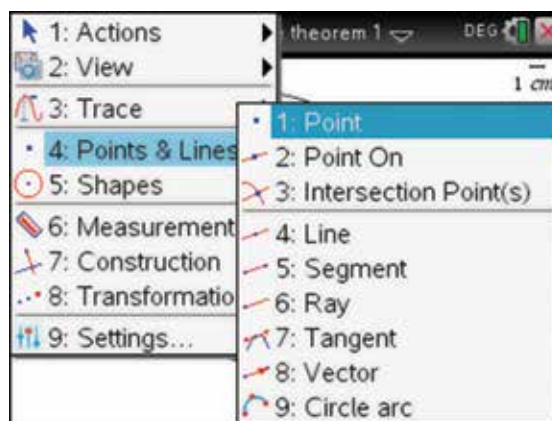 theorem 1 DEG
1 cm
1: Actions
2: View
3: Trace
4: Points & Lines
5: Shapes
6: Measurement
7: Construction
8: Transformatio
9: Settings...
1: Point
2: Point On
3: Intersection Point(s)
4: Line
5: Segment
6: Ray
7: Tangent
8: Vector
9: Circle arc